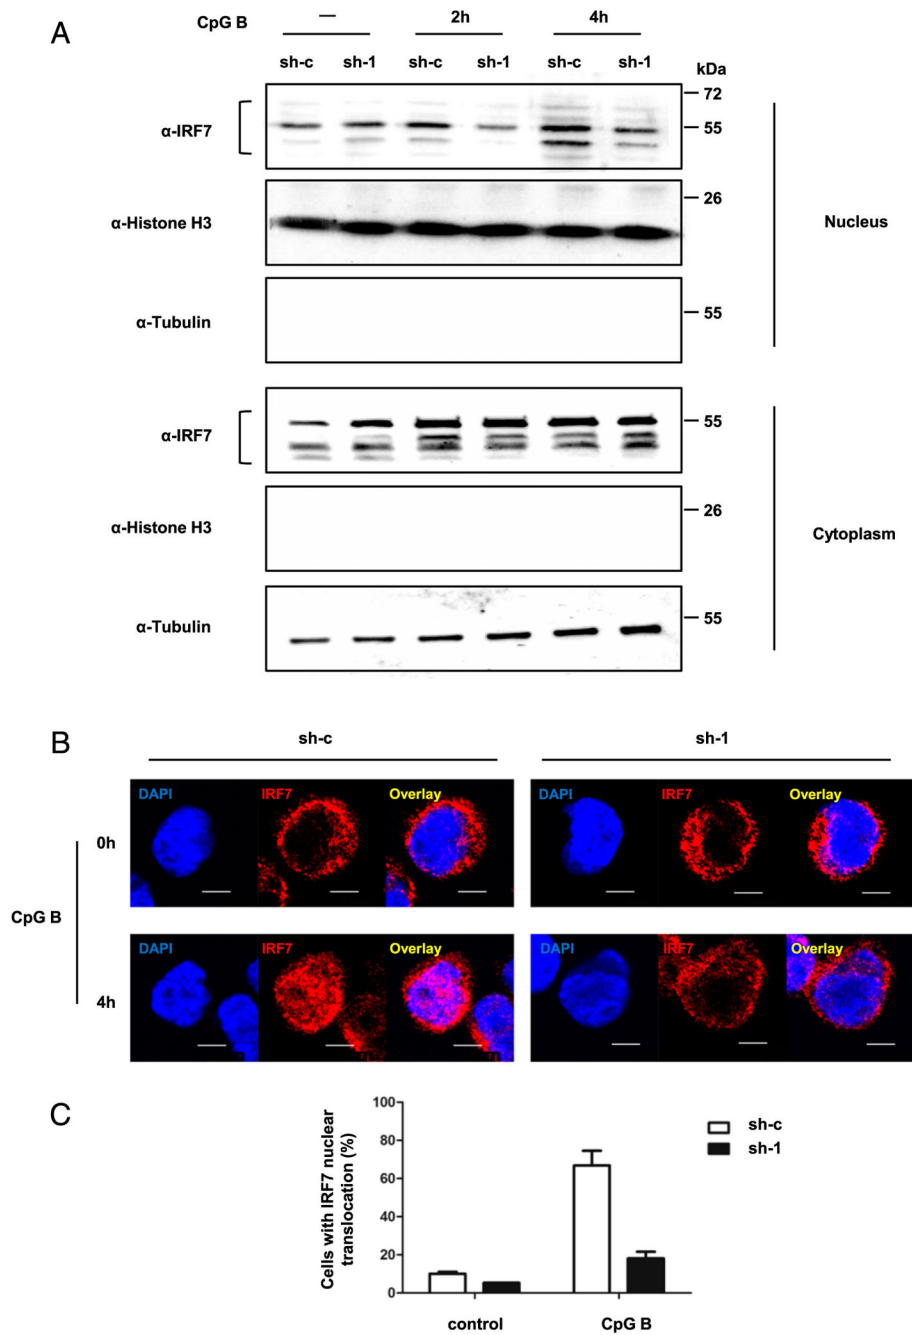 A
CpG B — 2h 4h
sh-c sh-1 sh-c sh-1 sh-c sh-1 kDa
72
α-IRF7 55
26
α-Histone H3 Nucleus
α-Tubulin 55
α-IRF7 55
26
α-Histone H3 Cytoplasm
α-Tubulin 55
B
sh-c sh-1
DAPI IRF7 Overlay DAPI IRF7 Overlay
0h
CpG B
DAPI IRF7 Overlay DAPI IRF7 Overlay
4h
C
Cells with IRF7 nuclear
translocation (%)
100
80
60
40
20
0
sh-c
sh-1
control CpG B